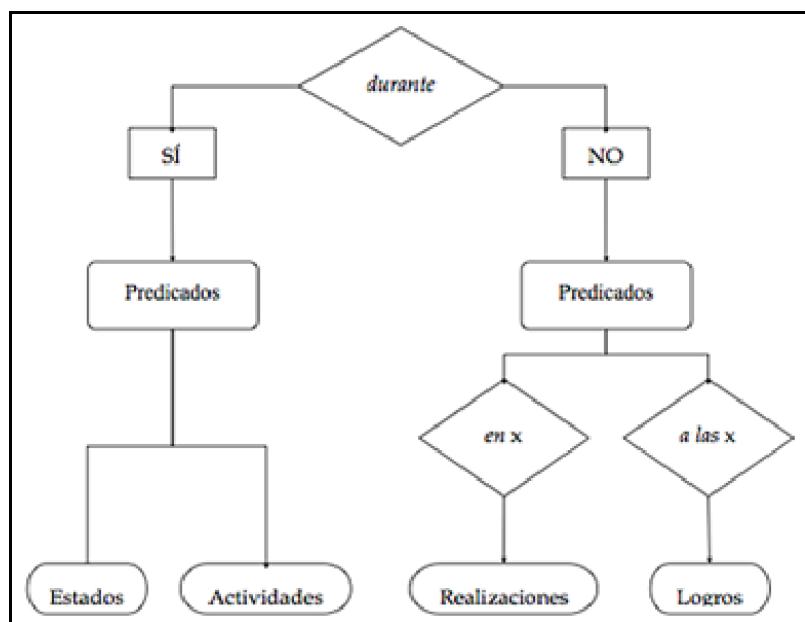 durante
SÍ
NO
Predicados
Predicados
en x
a las x
Estados
Actividades
Realizaciones
Logros